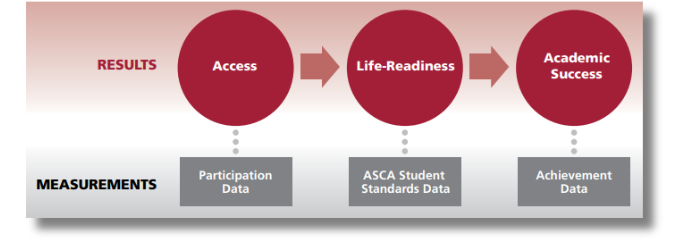 RESULTS
Access
Life-Readiness
Academic
Success
MEASUREMENTS
Participation
Data
ASCA Student
Standards Data
Achievement
Data